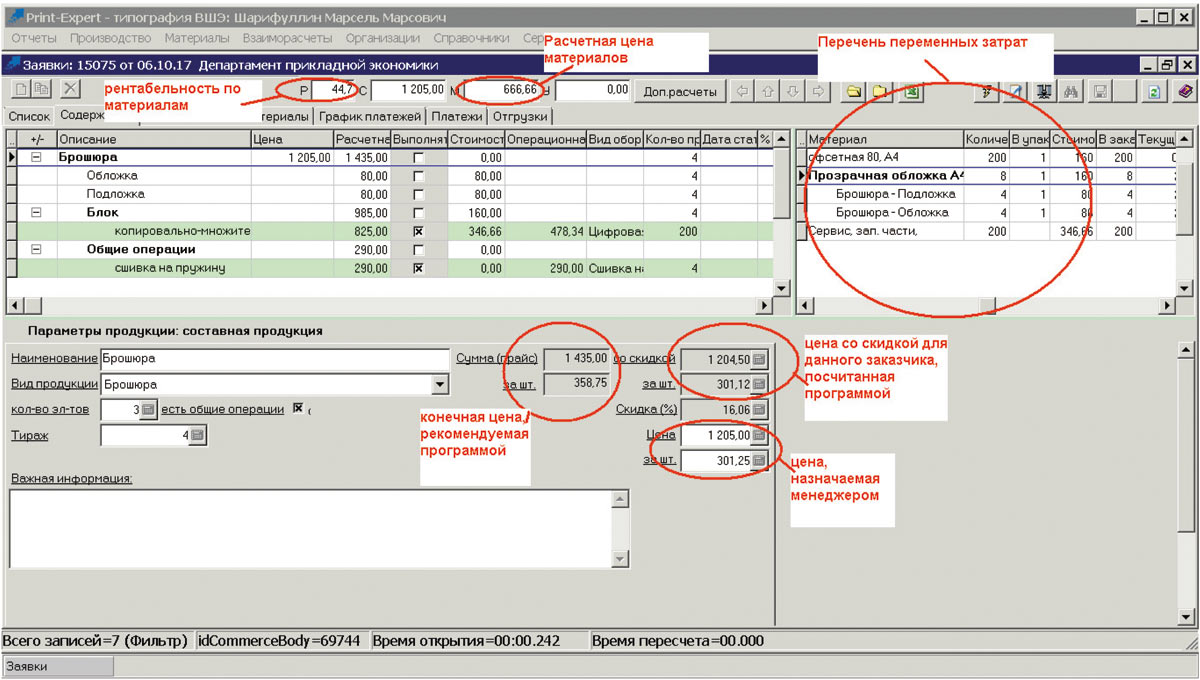 Print-Expert - типография ВШЭ: Шарифуллин Марсель Марсович
Отчеты Производство Материалы Взаиморасчеты Организации Справочники Сер
Расчетная цена
материалов
Перечень переменных затрат
Заявки: 15075 от 06.10.17 Департамент прикладной экономики
рентабельность по
материалам
Р 44,7 С 1 205,00 М 666,66 У 0,00 Доп.расчеты
Список Содерж териалы График платежей Платежи Отгрузки
.. +/- Описание Цена Расчетна Выполнят Стоимост Операционна Вид обор Кол-во пр Дата стат %
Брошюра 1 205,00 1 435,00 0,00 4
Обложка 80,00 80,00 4
Подложка 80,00 80,00 4
Блок 985,00 160,00 4
копировально-множите 825,00 346,66 478,34 Цифрова: 200
Общие операции 290,00 0,00
сшивка на пружину 290,00 0,00 290,00 Сшивка на 4
.. Материал Количе В упак Стоимо В зака Текущ
офсетная 80, А4 200 1 160 200
Прозрачная обложка А4 8 1 160 8
Брошюра - Подложка 4 1 80 4
Брошюра - Обложка 4 1 80 4
Сервис, зап. части, 200 346,66 200
Параметры продукции: составная продукция
Наименование Брошюра
Вид продукции Брошюра
кол-во эл-тов 3 есть общие операции (
Тираж 4
Важная информация:
Сумма (прайс) 1 435,00 со скидкой 1 204,50
за шт. 358,75 за шт. 301,12
Скидка (%) 16,06
Цена 1 205,00
за шт. 301,25
конечная цена,
рекомендуемая
программой
цена со скидкой для
данного заказчика,
посчитанная
программой
цена,
назначаемая
менеджером
Всего записей=7 (Фильтр) idCommerceBody=69744 Время открытия=00:00.242 Время пересчета=00.000
Заявки